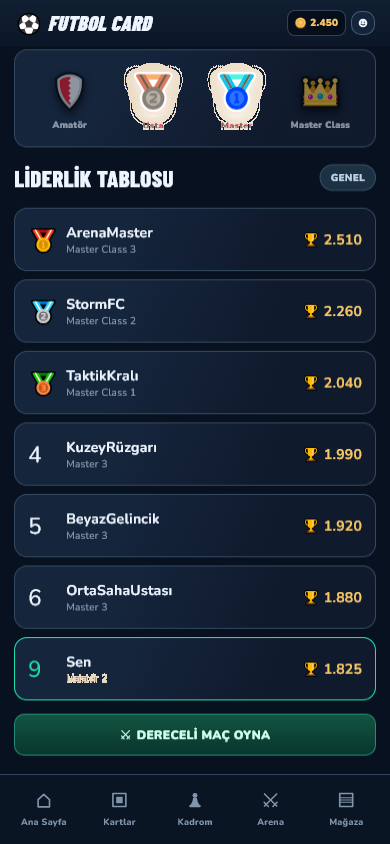 FUTBOL CARD
2.450
Amatör
Usta
Master
Master Class
LİDERLİK TABLOSU
GENEL
ArenaMaster
Master Class 3
2.510
StormFC
Master Class 2
2.260
TaktikKralı
Master Class 1
2.040
4
KuzeyRüzgarı
Master 3
1.990
5
BeyazGelincik
Master 3
1.920
6
OrtaSahaUstası
Master 3
1.880
9
Sen
1.825
DERECELİ MAÇ OYNA
Ana Sayfa
Kartlar
Kadrom
Arena
Mağaza